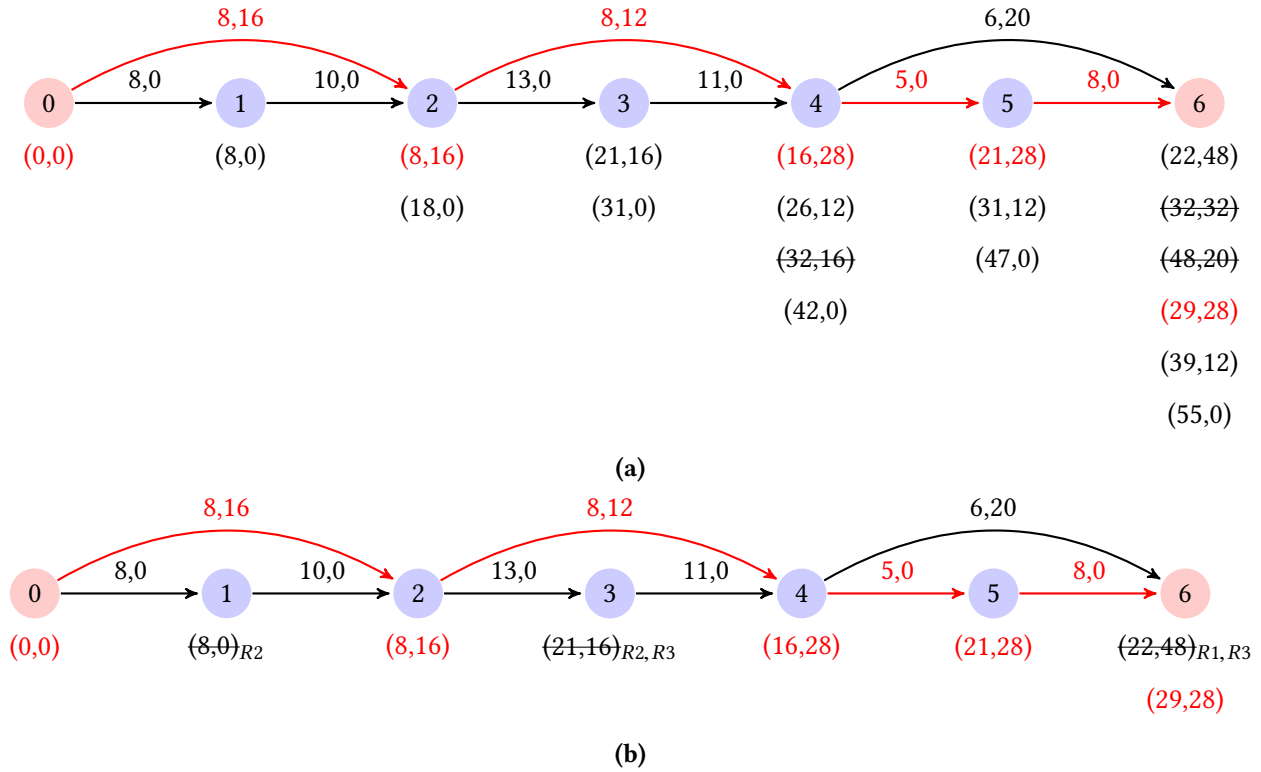 8,16 8,12 6,20
8,0 10,0 13,0 11,0 5,0 8,0
0 1 2 3 4 5 6
(0,0) (8,0) (8,16) (21,16) (16,28) (21,28) (22,48)
(18,0) (31,0) (26,12) (31,12) (32,32)
(32,16) (47,0) (48,20)
(42,0) (29,28)
(39,12)
(55,0)
(a)
8,16 8,12 6,20
8,0 10,0 13,0 11,0 5,0 8,0
0 1 2 3 4 5 6
(0,0) (8,0)R2 (8,16) (21,16)R2,R3 (16,28) (21,28) (22,48)R1,R3
(29,28)
(b)